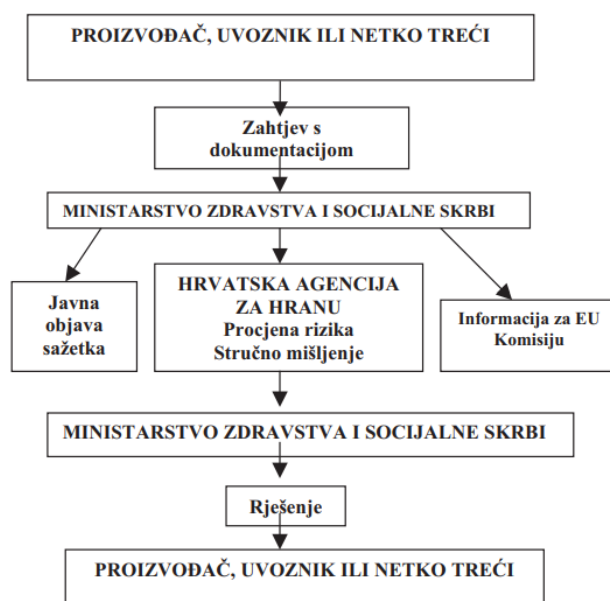 PROIZVOĐAČ, UVOZNIK ILI NETKO TREĆI
Zahtjev s
dokumentacijom
MINISTARSTVO ZDRAVSTVA I SOCIJALNE SKRBI
Javna
objava
sažetka
HRVATSKA AGENCIJA
ZA HRANU
Procjena rizika
Stručno mišljenje
Informacija za EU
Komisiju
MINISTARSTVO ZDRAVSTVA I SOCIJALNE SKRBI
Rješenje
PROIZVOĐAČ, UVOZNIK ILI NETKO TREĆI